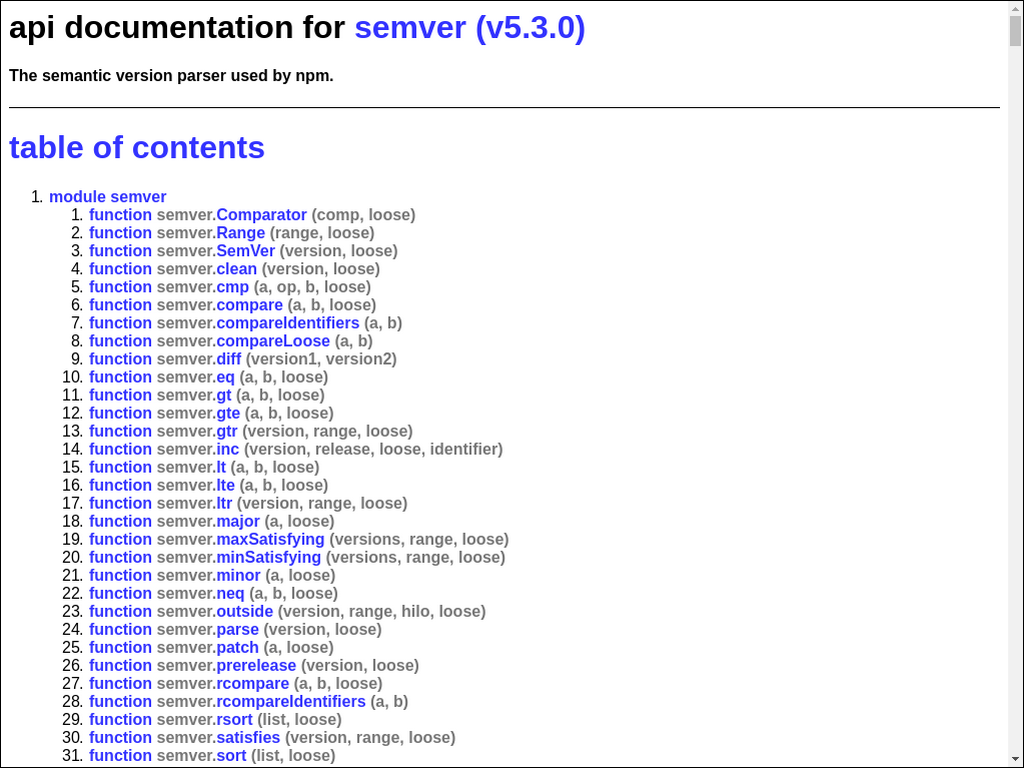 api documentation for semver (v5.3.0)
The semantic version parser used by npm.
table of contents
1. module semver
1. function semver.Comparator (comp, loose)
2. function semver.Range (range, loose)
3. function semver.SemVer (version, loose)
4. function semver.clean (version, loose)
5. function semver.cmp (a, op, b, loose)
6. function semver.compare (a, b, loose)
7. function semver.compareIdentifiers (a, b)
8. function semver.compareLoose (a, b)
9. function semver.diff (version1, version2)
10. function semver.eq (a, b, loose)
11. function semver.gt (a, b, loose)
12. function semver.gte (a, b, loose)
13. function semver.gtr (version, range, loose)
14. function semver.inc (version, release, loose, identifier)
15. function semver.lt (a, b, loose)
16. function semver.lte (a, b, loose)
17. function semver.ltr (version, range, loose)
18. function semver.major (a, loose)
19. function semver.maxSatisfying (versions, range, loose)
20. function semver.minSatisfying (versions, range, loose)
21. function semver.minor (a, loose)
22. function semver.neq (a, b, loose)
23. function semver.outside (version, range, hilo, loose)
24. function semver.parse (version, loose)
25. function semver.patch (a, loose)
26. function semver.prerelease (version, loose)
27. function semver.rcompare (a, b, loose)
28. function semver.rcompareIdentifiers (a, b)
29. function semver.rsort (list, loose)
30. function semver.satisfies (version, range, loose)
31. function semver.sort (list, loose)